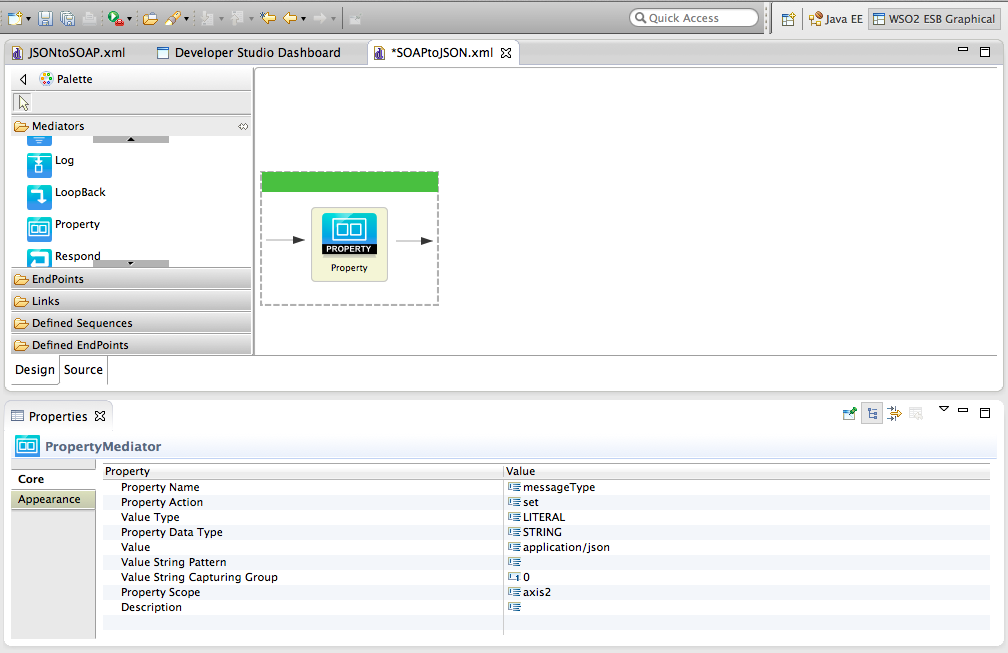 Quick Access
Java EE
WSO2 ESB Graphical
JSONtoSOAP.xml
Developer Studio Dashboard
*SOAPtoJSON.xml
Palette
Mediators
Log
LoopBack
Property
Respond
EndPoints
Links
Defined Sequences
Defined EndPoints
PROPERTY
Property
Design
Source
Properties
PropertyMediator
Core
Appearance
Property Value
Property Name messageType
Property Action set
Value Type LITERAL
Property Data Type STRING
Value application/json
Value String Pattern
Value String Capturing Group 0
Property Scope axis2
Description